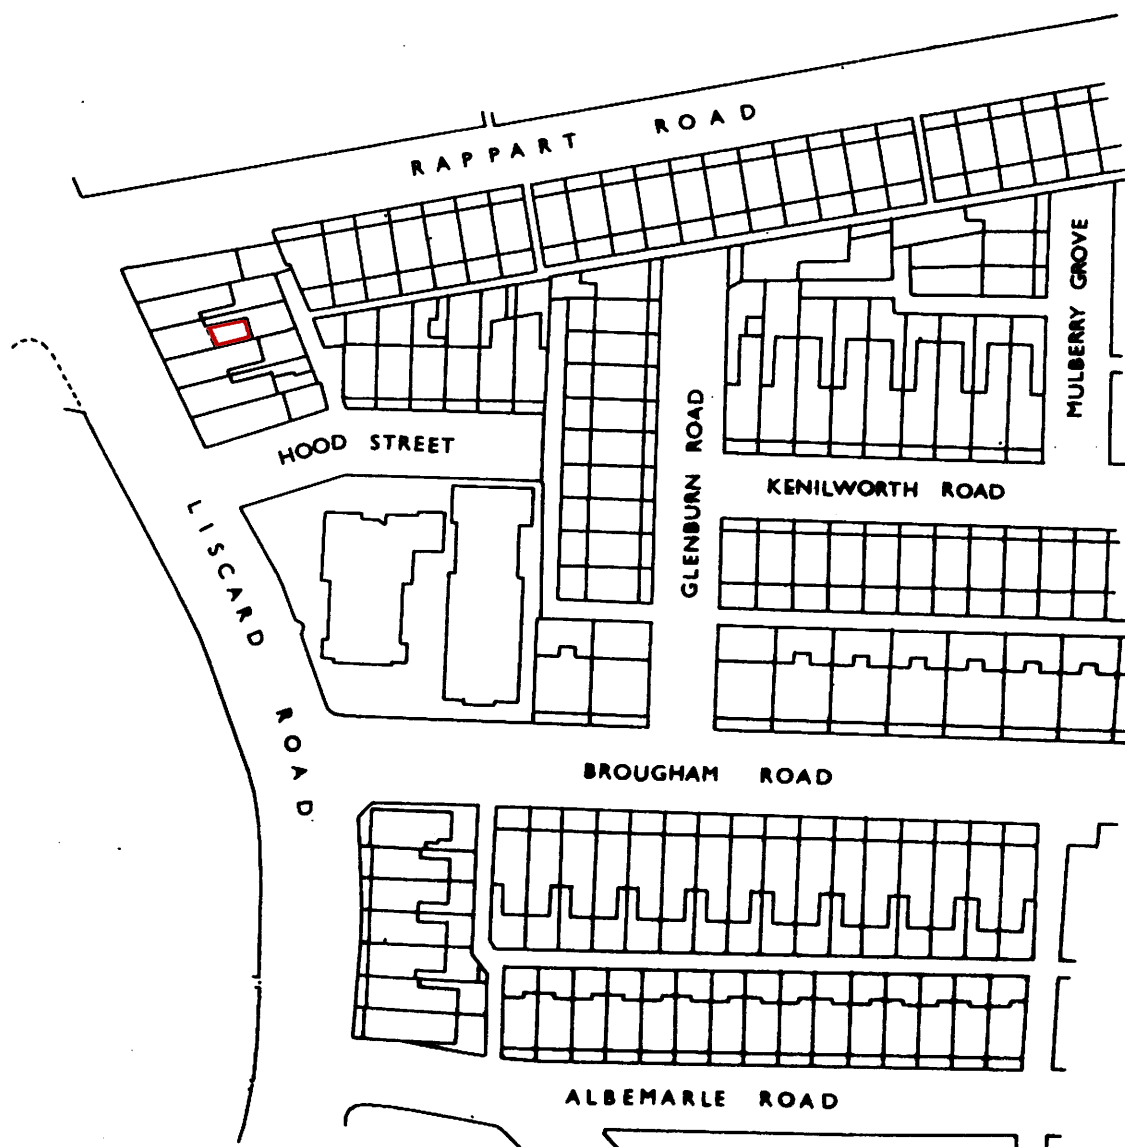 RAPPART ROAD
MULBERRY GROVE
HOOD STREET
GLENBURN ROAD
KENILWORTH ROAD
LISCARD ROAD
BROUGHAM ROAD
ALBEMARLE ROAD